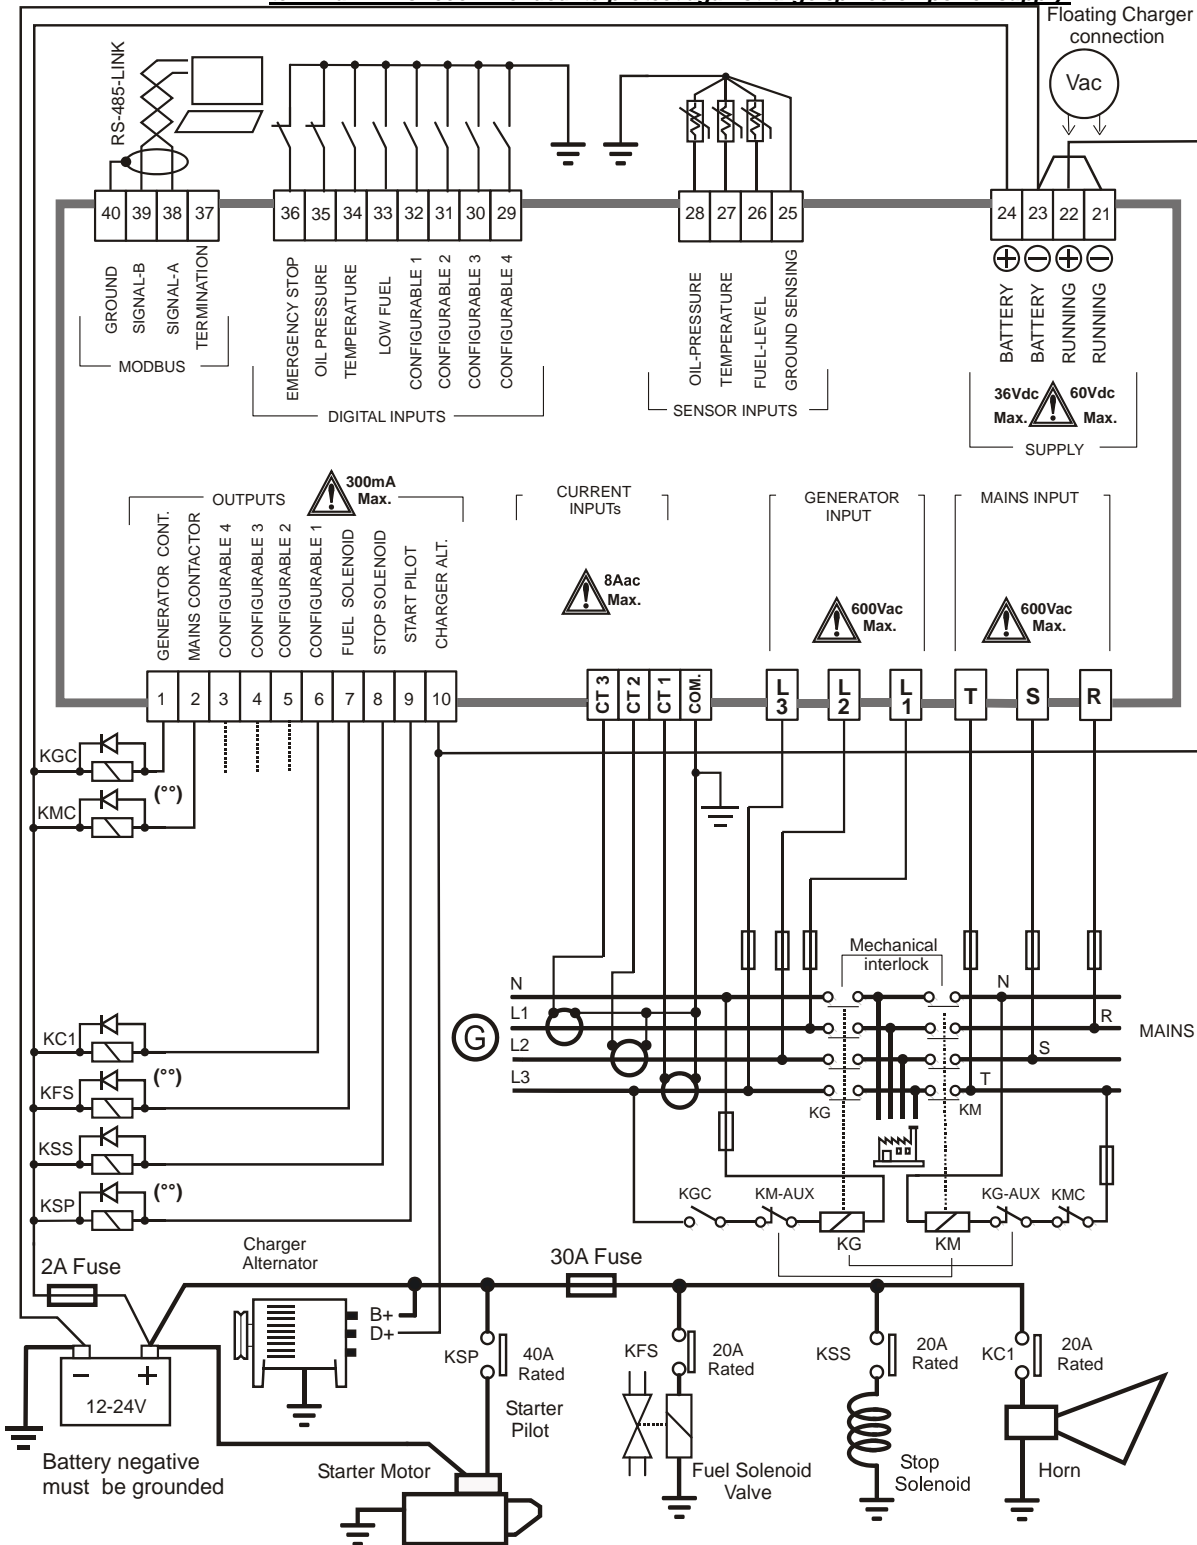 Floating Charger
connection
Vac
RS-485-LINK
40 39 38 37
36 35 34 33 32 31 30 29
28 27 26 25
24 23 22 21
GROUND
SIGNAL-B
SIGNAL-A
TERMINATION
MODBUS
EMERGENCY STOP
OIL PRESSURE
TEMPERATURE
LOW FUEL
CONFIGURABLE 1
CONFIGURABLE 2
CONFIGURABLE 3
CONFIGURABLE 4
DIGITAL INPUTS
OIL-PRESSURE
TEMPERATURE
FUEL-LEVEL
GROUND SENSING
SENSOR INPUTS
+ − + −
BATTERY
BATTERY
RUNNING
RUNNING
36Vdc
Max.
60Vdc
Max.
SUPPLY
OUTPUTS
300mA
Max.
GENERATOR CONT.
MAINS CONTACTOR
CONFIGURABLE 4
CONFIGURABLE 3
CONFIGURABLE 2
CONFIGURABLE 1
FUEL SOLENOID
STOP SOLENOID
START PILOT
CHARGER ALT.
CURRENT
INPUTs
8Aac
Max.
GENERATOR
INPUT
600Vac
Max.
MAINS INPUT
600Vac
Max.
1 2 3 4 5 6 7 8 9 10
CT 3
CT 2
CT 1
COM.
L3
L2
L1
T
S
R
KGC
(°°)
KMC
KC1
(°°)
KFS
KSS
(°°)
KSP
Mechanical
interlock
N
L1
L2
L3
G
N
R
S
T
MAINS
KG
KM
KGC
KM-AUX
KG-AUX
KMC
KG
KM
2A Fuse
Charger
Alternator
30A Fuse
B+
D+
KSP
40A
Rated
Starter
Pilot
KFS
20A
Rated
KSS
20A
Rated
KC1
20A
Rated
− +
12-24V
Battery negative
must be grounded
Starter Motor
Fuel Solenoid
Valve
Stop
Solenoid
Horn